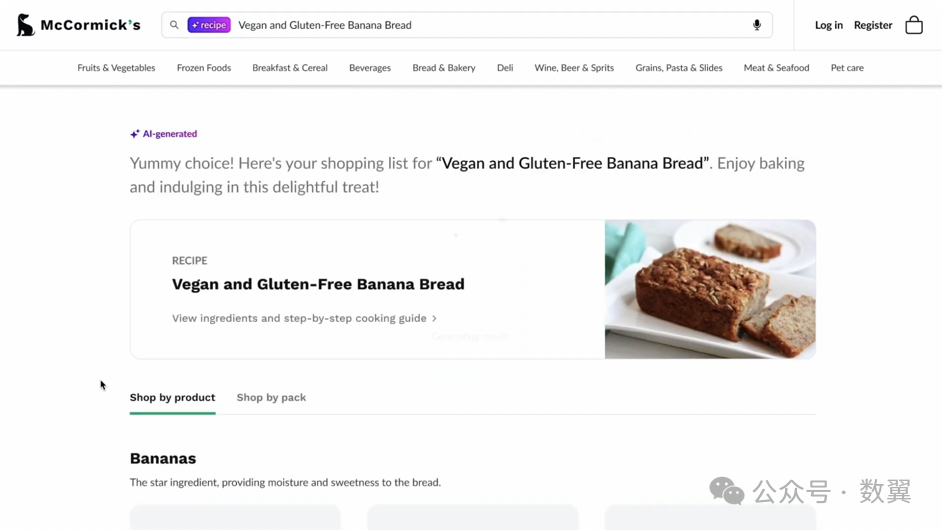 McCormick's
recipe Vegan and Gluten-Free Banana Bread
Log in Register
Fruits & Vegetables Frozen Foods Breakfast & Cereal Beverages Bread & Bakery Deli Wine, Beer & Sprits Grains, Pasta & Slides Meat & Seafood Pet care
AI-generated
Yummy choice! Here's your shopping list for “Vegan and Gluten-Free Banana Bread”. Enjoy baking
and indulging in this delightful treat!
RECIPE
Vegan and Gluten-Free Banana Bread
View ingredients and step-by-step cooking guide >
Shop by product Shop by pack
Bananas
The star ingredient, providing moisture and sweetness to the bread.
公众号 · 数翼